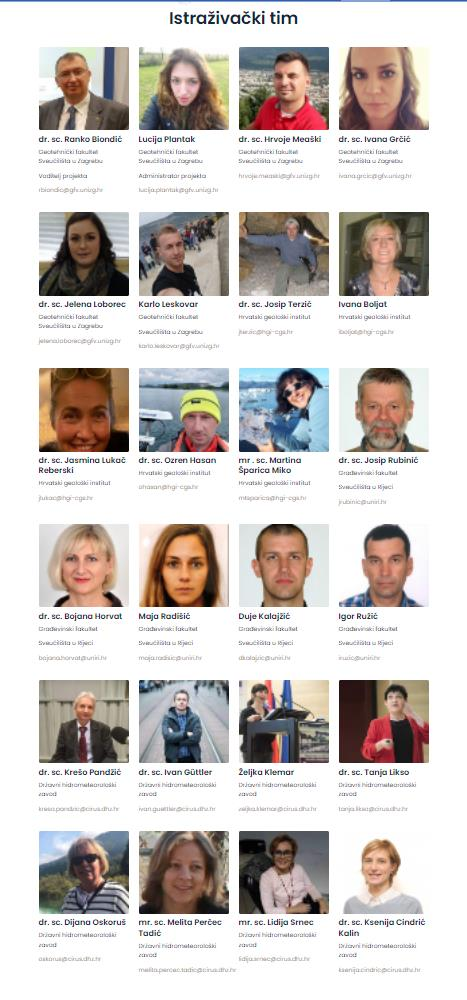 Istraživački tim
dr. sc. Ranko Biondić
Geotehnički fakultet
Sveučilišta u Zagrebu
Voditelj projekta
rbiondic@gfv.unizg.hr
Lucija Plantak
Geotehnički fakultet
Sveučilišta u Zagrebu
Administrator projekta
lucija.plantak@gfv.unizg.hr
dr. sc. Hrvoje Meaški
Geotehnički fakultet
Sveučilišta u Zagrebu
hrvoje.measki@gfv.unizg.hr
dr. sc. Ivana Grčić
Geotehnički fakultet
Sveučilišta u Zagrebu
ivana.grcic@gfv.unizg.hr
dr. sc. Jelena Loborec
Geotehnički fakultet
Sveučilišta u Zagrebu
jelena.loborec@gfv.unizg.hr
Karlo Leskovar
Geotehnički fakultet
Sveučilišta u Zagrebu
karlo.leskovar@gfv.unizg.hr
dr. sc. Josip Terzić
Hrvatski geološki institut
jterzic@hgi-cgs.hr
Ivana Boljat
Hrvatski geološki institut
iboljat@hgi-cgs.hr
dr. sc. Jasmina Lukač
Reberski
Hrvatski geološki institut
jlukac@hgi-cgs.hr
dr. sc. Ozren Hasan
Hrvatski geološki institut
ohasan@hgi-cgs.hr
mr . sc. Martina
Šparica Miko
Hrvatski geološki institut
mtsparica@hgi-cgs.hr
dr. sc. Josip Rubinić
Građevinski fakultet
Sveučilišta u Rijeci
jrubinic@uniri.hr
dr. sc. Bojana Horvat
Građevinski fakultet
Sveučilišta u Rijeci
bojana.horvat@uniri.hr
Maja Radišić
Građevinski fakultet
Sveučilišta u Rijeci
maja.radisic@uniri.hr
Duje Kalajžić
Građevinski fakultet
Sveučilišta u Rijeci
dkalajzic@uniri.hr
Igor Ružić
Građevinski fakultet
Sveučilišta u Rijeci
iruzic@uniri.hr
dr. sc. Krešo Pandžić
Državni hidrometeorološki
zavod
kreso.pandzic@cirus.dhz.hr
dr. sc. Ivan Güttler
Državni hidrometeorološki
zavod
ivan.guettler@cirus.dhz.hr
Željka Klemar
Državni hidrometeorološki
zavod
zeljka.klemar@cirus.dhz.hr
dr. sc. Tanja Likso
Državni hidrometeorološki
zavod
tanja.likso@cirus.dhz.hr
dr. sc. Dijana Oskoruš
Državni hidrometeorološki
zavod
oskorus@cirus.dhz.hr
mr. sc. Melita Perčec
Tadić
Državni hidrometeorološki
zavod
melita.percec.tadic@cirus.dhz.hr
mr. sc. Lidija Srnec
Državni hidrometeorološki
zavod
lidija.srnec@cirus.dhz.hr
dr. sc. Ksenija Cindrić
Kalin
Državni hidrometeorološki
zavod
ksenija.cindric@cirus.dhz.hr